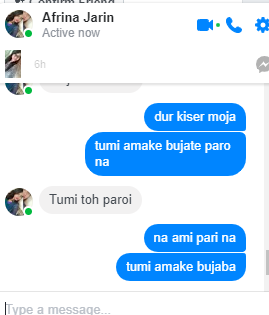 Afrina Jarin
Active now
6h
dur kiser moja
tumi amake bujate paro
na
Tumi toh paroi
na ami pari na
tumi amake bujaba
Type a message...